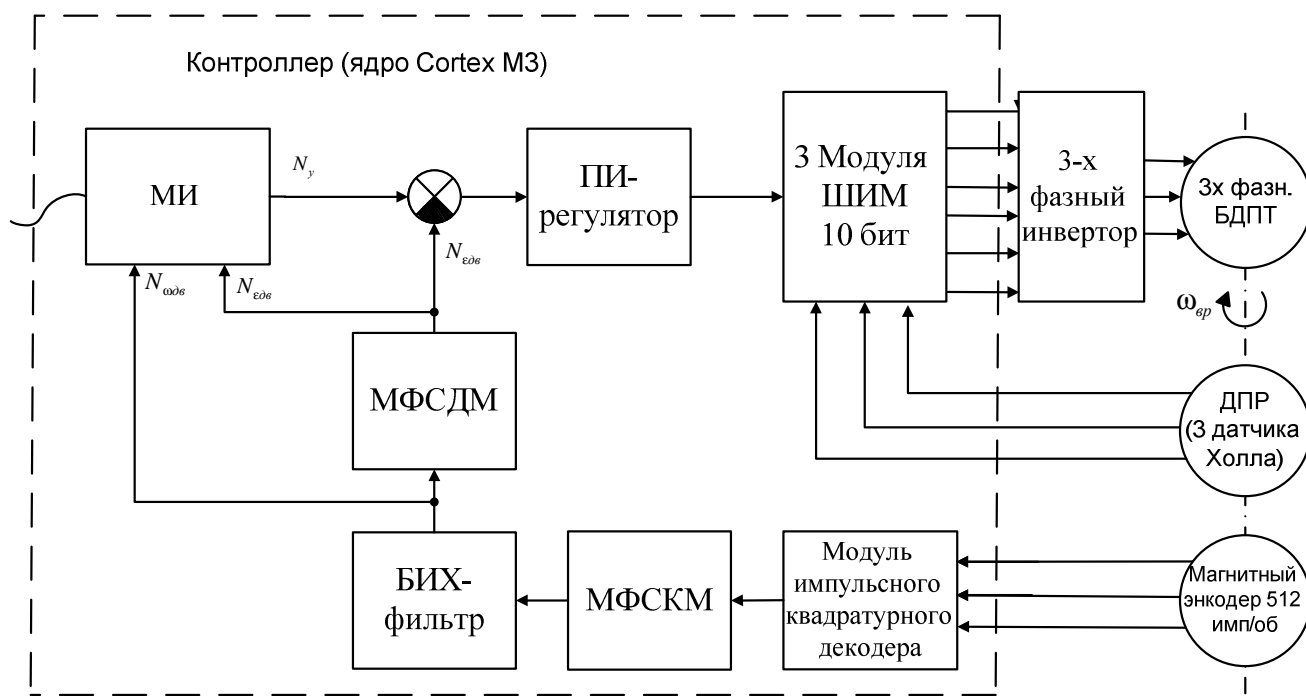 Контроллер (ядро Cortex M3)
МИ
N_y
ПИ-
регулятор
3 Модуля
ШИМ
10 бит
3-х
фазный
инвертор
3х фазн.
БДПТ
N_ωдв
N_εдв
N_εдв
ω_вр
МФСДМ
ДПР
(3 датчика
Холла)
БИХ-
фильтр
МФСКМ
Модуль
импульсного
квадратурного
декодера
Магнитный
энкодер 512
имп/об